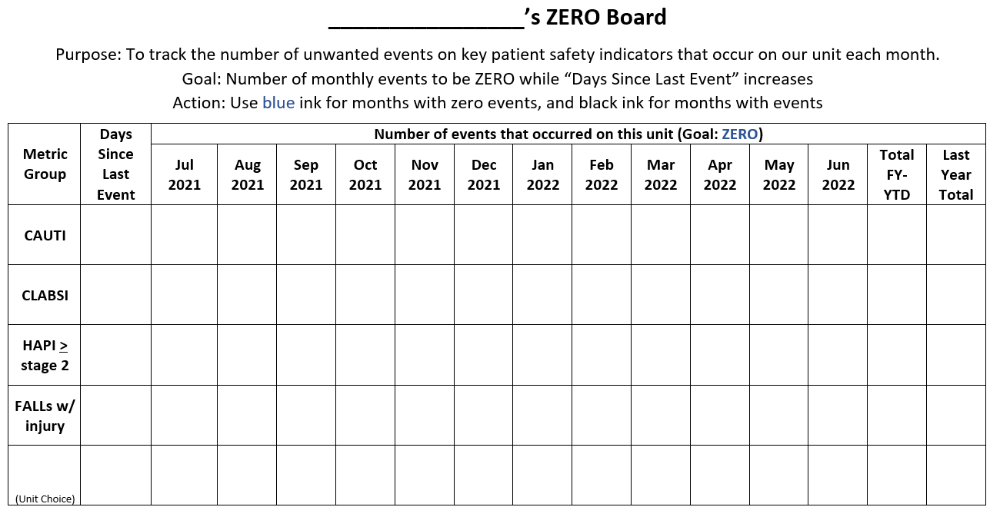 ________________'s ZERO Board
Purpose: To track the number of unwanted events on key patient safety indicators that occur on our unit each month.
Goal: Number of monthly events to be ZERO while “Days Since Last Event” increases
Action: Use blue ink for months with zero events, and black ink for months with events
Metric
Group
Days
Since
Last
Event
Number of events that occurred on this unit (Goal: ZERO)
Jul
2021
Aug
2021
Sep
2021
Oct
2021
Nov
2021
Dec
2021
Jan
2022
Feb
2022
Mar
2022
Apr
2022
May
2022
Jun
2022
Total
FY-
YTD
Last
Year
Total
CAUTI
CLABSI
HAPI ≥
stage 2
FALLs w/
injury
(Unit Choice)